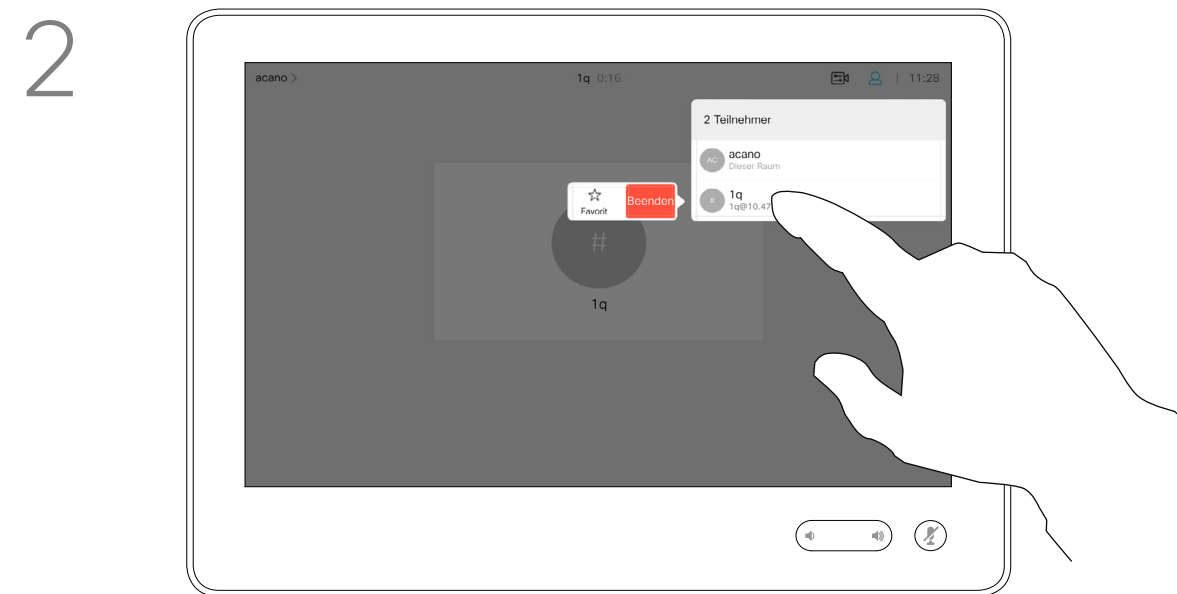 2
acano >
1q 0:16
| 11:28
2 Teilnehmer
AC
acano
Dieser Raum
#
1q
1q@10.47
Favorit
Beenden
#
1q